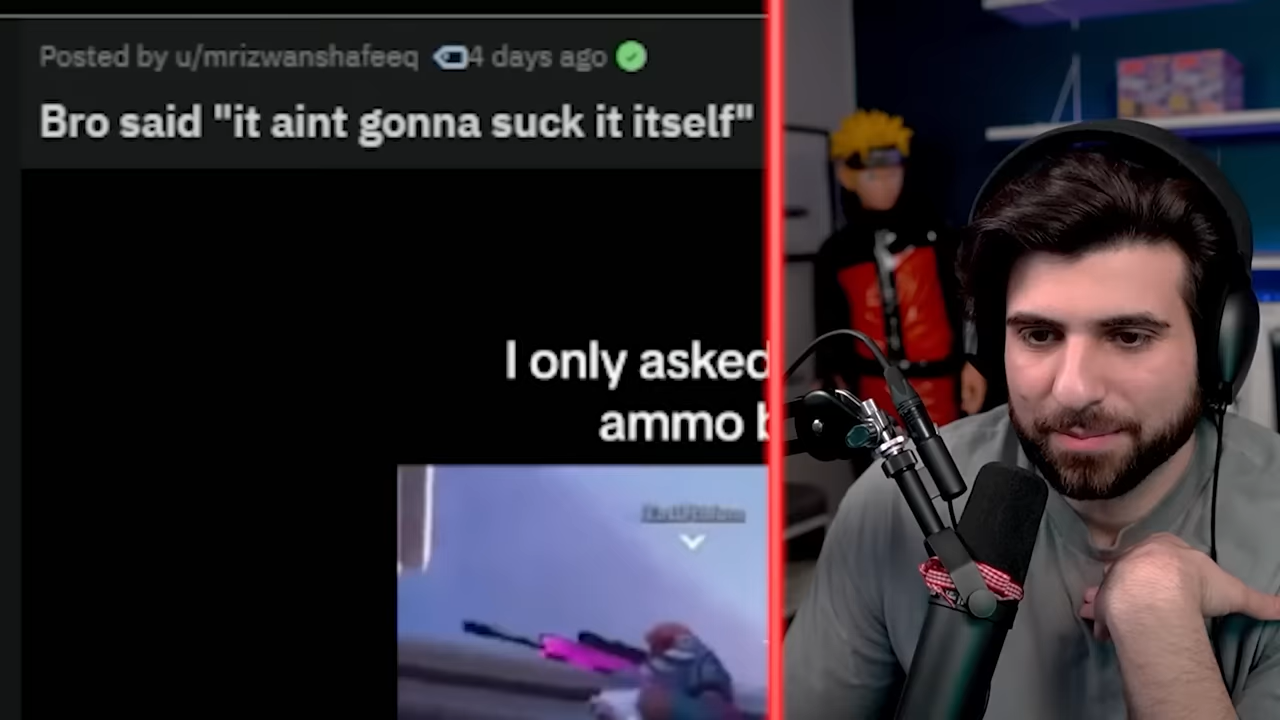 Posted by u/mrizwanshafeeq 4 days ago
Bro said "it aint gonna suck it itself"
I only asked
ammo b